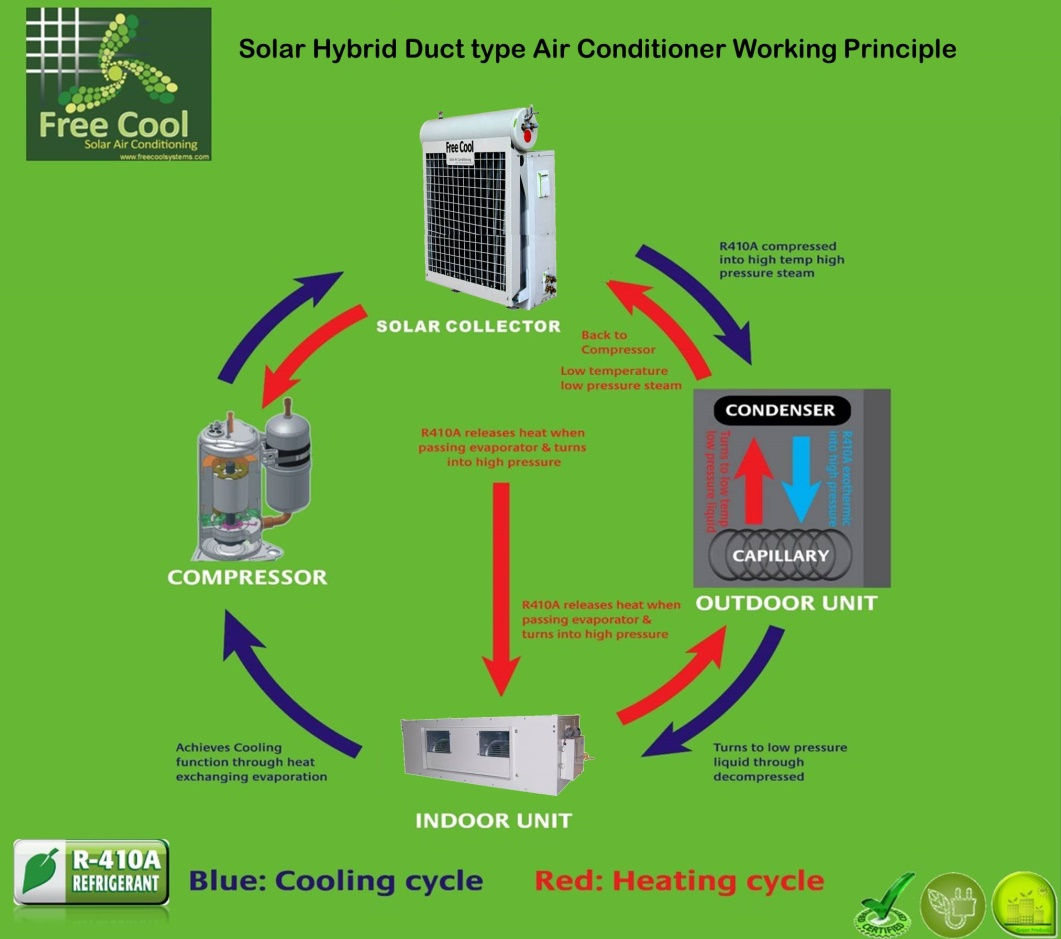 Solar Hybrid Duct type Air Conditioner Working Principle
Free Cool
Solar Air Conditioning
www.freecoolsystems.com
Free Cool
SOLAR COLLECTOR
R410A compressed
into high temp high
pressure steam
Back to
Compressor
Low temperature
low pressure steam
CONDENSER
Turns to low temp
low pressure liquid
R410A exothermic
into high pressure
CAPILLARY
OUTDOOR UNIT
R410A releases heat when
passing evaporator & turns
into high pressure
COMPRESSOR
R410A releases heat when
passing evaporator &
turns into high pressure
Achieves Cooling
function through heat
exchanging evaporation
Turns to low pressure
liquid through
decompressed
INDOOR UNIT
R-410A
REFRIGERANT
Blue: Cooling cycle
Red: Heating cycle
CERTIFIED
Green Product